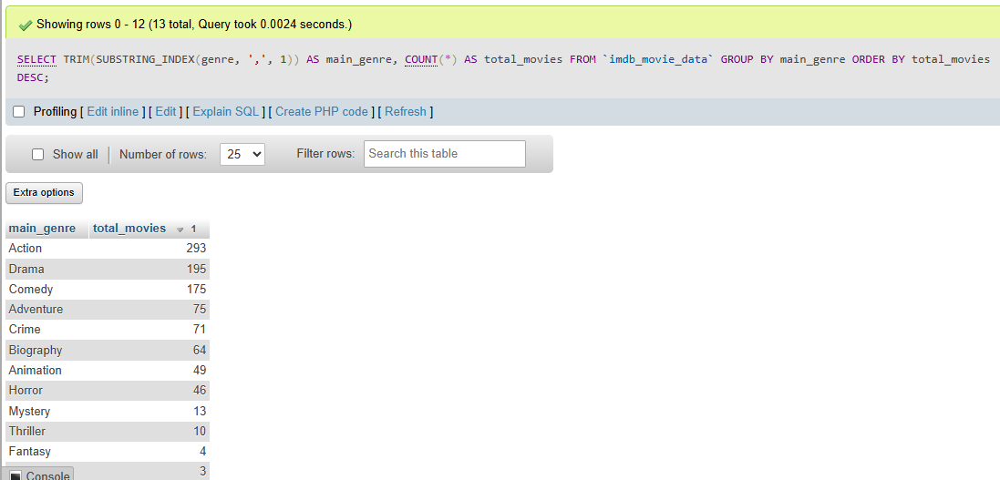 Showing rows 0 - 12 (13 total, Query took 0.0024 seconds.)
SELECT TRIM(SUBSTRING_INDEX(genre, ',', 1)) AS main_genre, COUNT(*) AS total_movies FROM `imdb_movie_data` GROUP BY main_genre ORDER BY total_movies
DESC;
Profiling [ Edit inline ] [ Edit ] [ Explain SQL ] [ Create PHP code ] [ Refresh ]
Show all Number of rows: 25 Filter rows: Search this table
Extra options
main_genre total_movies 1
Action 293
Drama 195
Comedy 175
Adventure 75
Crime 71
Biography 64
Animation 49
Horror 46
Mystery 13
Thriller 10
Fantasy 4
3
Console